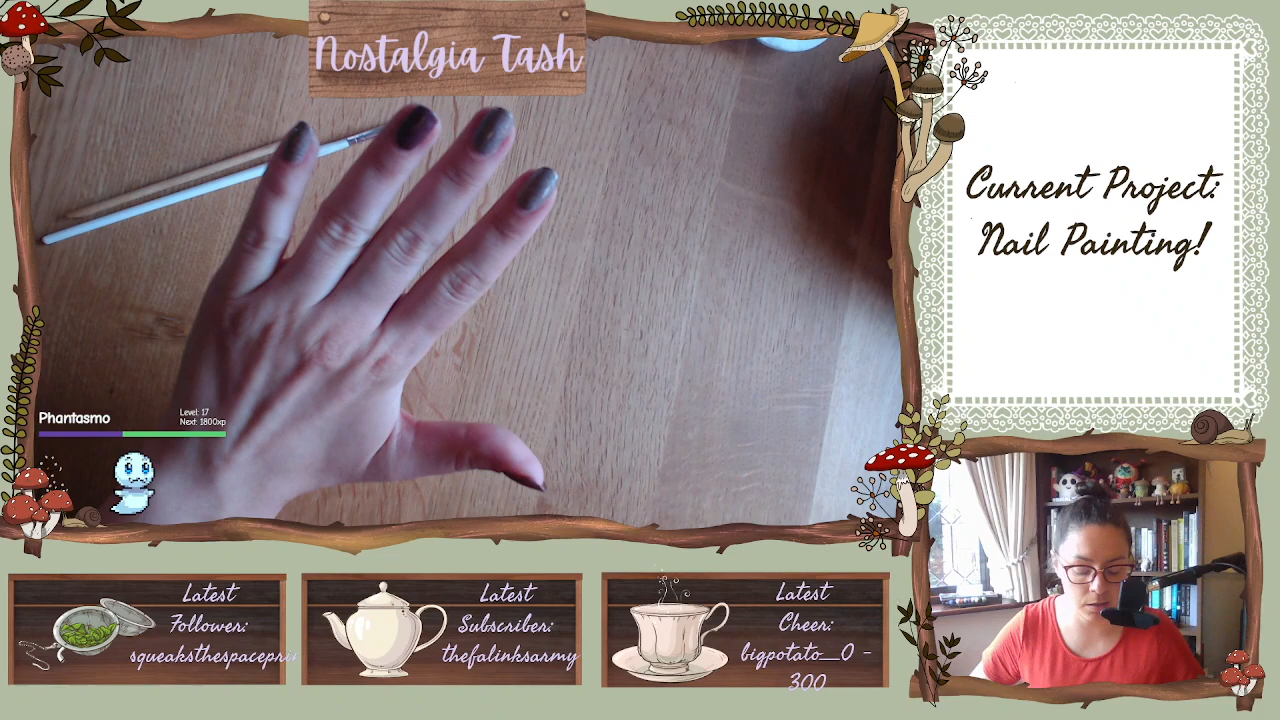 Nostalgia Tash
Current Project:
Nail Painting!
Phantasmo
Level: 17
Next: 1800xp
Latest
Follower:
squeaksthespacepri
Latest
Subscriber:
thefalinksarmy
Latest
Cheer:
bigpotato_0 -
300